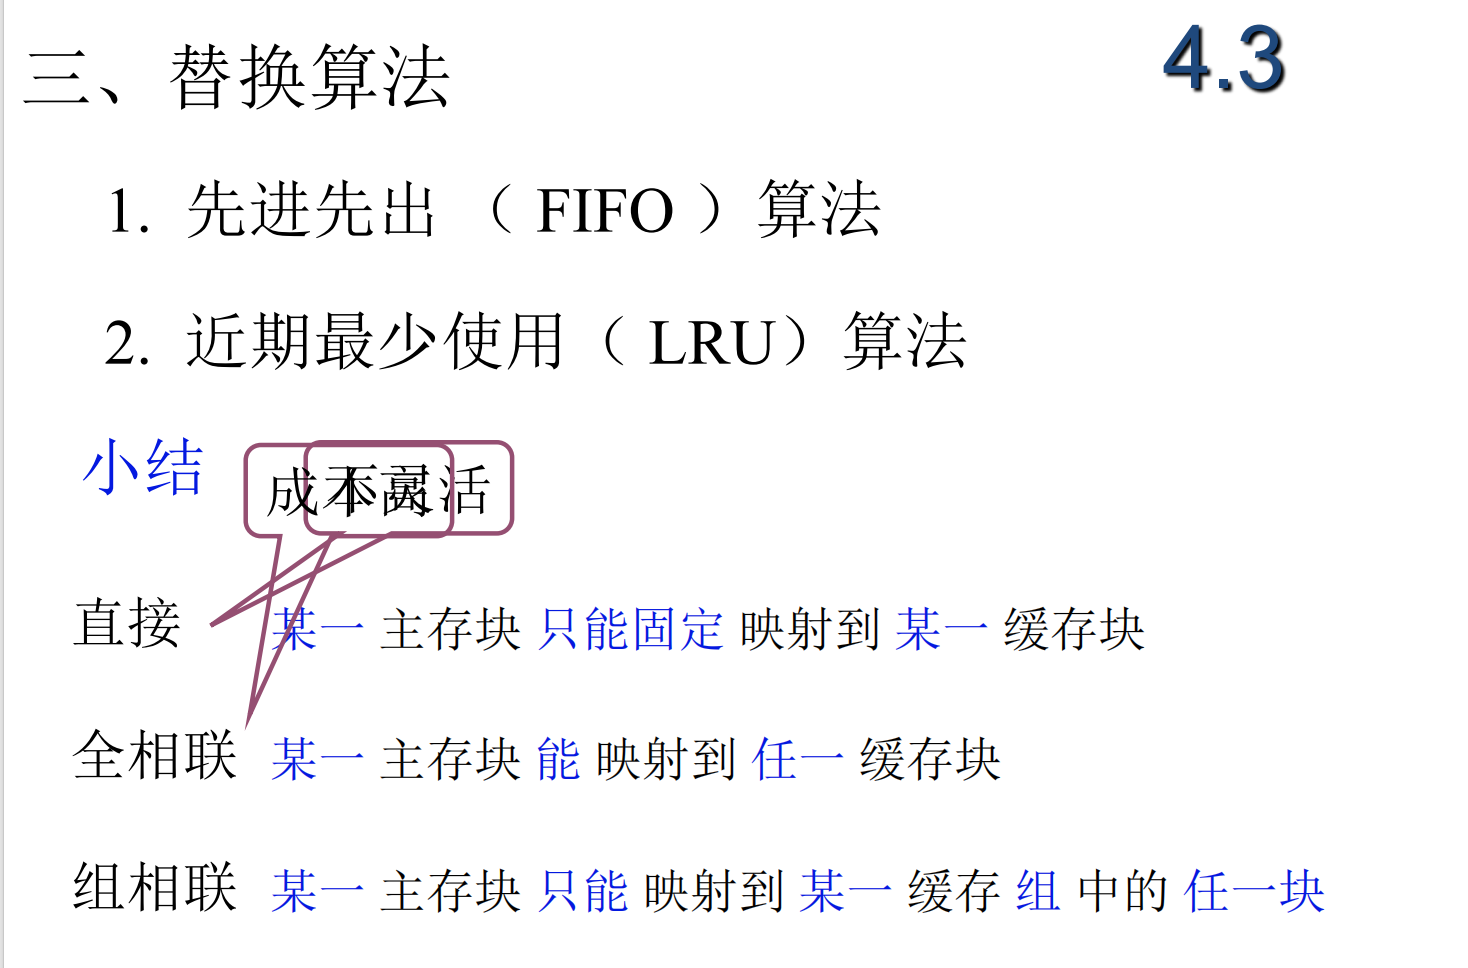 三、替换算法
4.3
1. 先进先出 （ FIFO ）算法
2. 近期最少使用（ LRU）算法
小结
成本高
不灵活
直接 某一 主存块 只能固定 映射到 某一 缓存块
全相联 某一 主存块 能 映射到 任一 缓存块
组相联 某一 主存块 只能 映射到 某一 缓存 组 中的 任一块